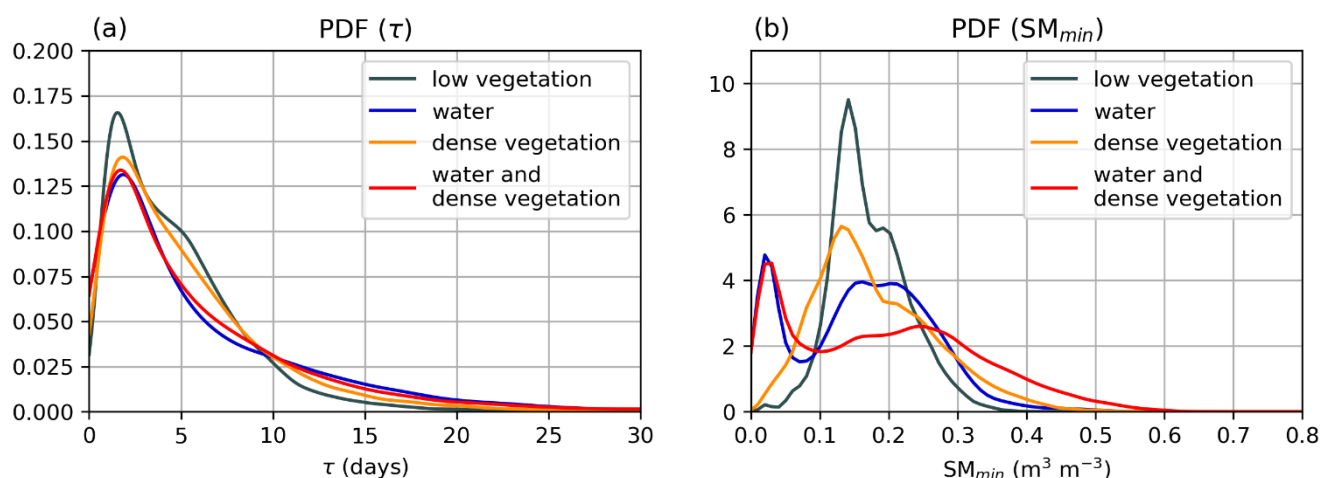 (a)
PDF (τ)
0.200
0.175
0.150
0.125
0.100
0.075
0.050
0.025
0.000
low vegetation
water
dense vegetation
water and
dense vegetation
0
5
10
15
20
25
30
τ (days)
(b)
PDF (SMmin)
10
8
6
4
2
0
low vegetation
water
dense vegetation
water and
dense vegetation
0.0
0.1
0.2
0.3
0.4
0.5
0.6
0.7
0.8
SMmin (m³ m⁻³)